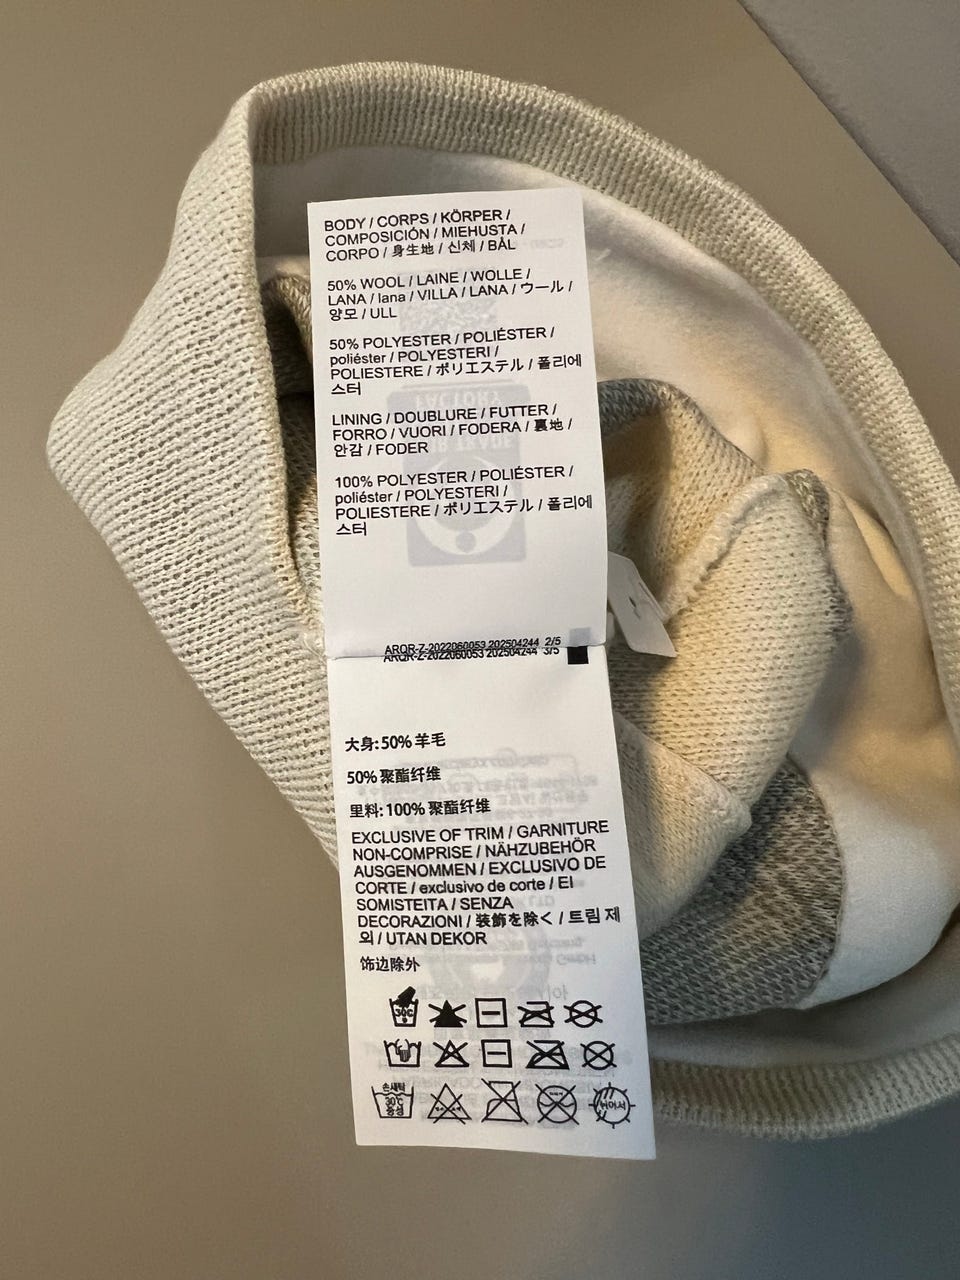 BODY / CORPS / KÖRPER /
COMPOSICIÓN / MIEHUSTA /
CORPO / 身生地 / 신체 / BÅL
50% WOOL / LAINE / WOLLE /
LANA / lana / VILLA / LANA / ウール /
양모 / ULL
50% POLYESTER / POLIÉSTER /
poliéster / POLYESTERI /
POLIESTERE / ポリエステル / 폴리에
스터
LINING / DOUBLURE / FUTTER /
FORRO / VUORI / FODERA / 裏地 /
안감 / FODER
100% POLYESTER / POLIÉSTER /
poliéster / POLYESTERI /
POLIESTERE / ポリエステル / 폴리에
스터
ARQR-Z-2022060053 202504244 2/5
ARQR-Z-2022060053 202504244 3/5
大身: 50% 羊毛
50% 聚酯纤维
里料: 100% 聚酯纤维
EXCLUSIVE OF TRIM / GARNITURE
NON-COMPRISE / NÄHZUBEHÖR
AUSGENOMMEN / EXCLUSIVO DE
CORTE / exclusivo de corte / EI
SOMISTEITA / SENZA
DECORAZIONI / 装飾を除く / 트림 제
외 / UTAN DEKOR
饰边除外
30C
손세탁
30℃
중성
뉘어서